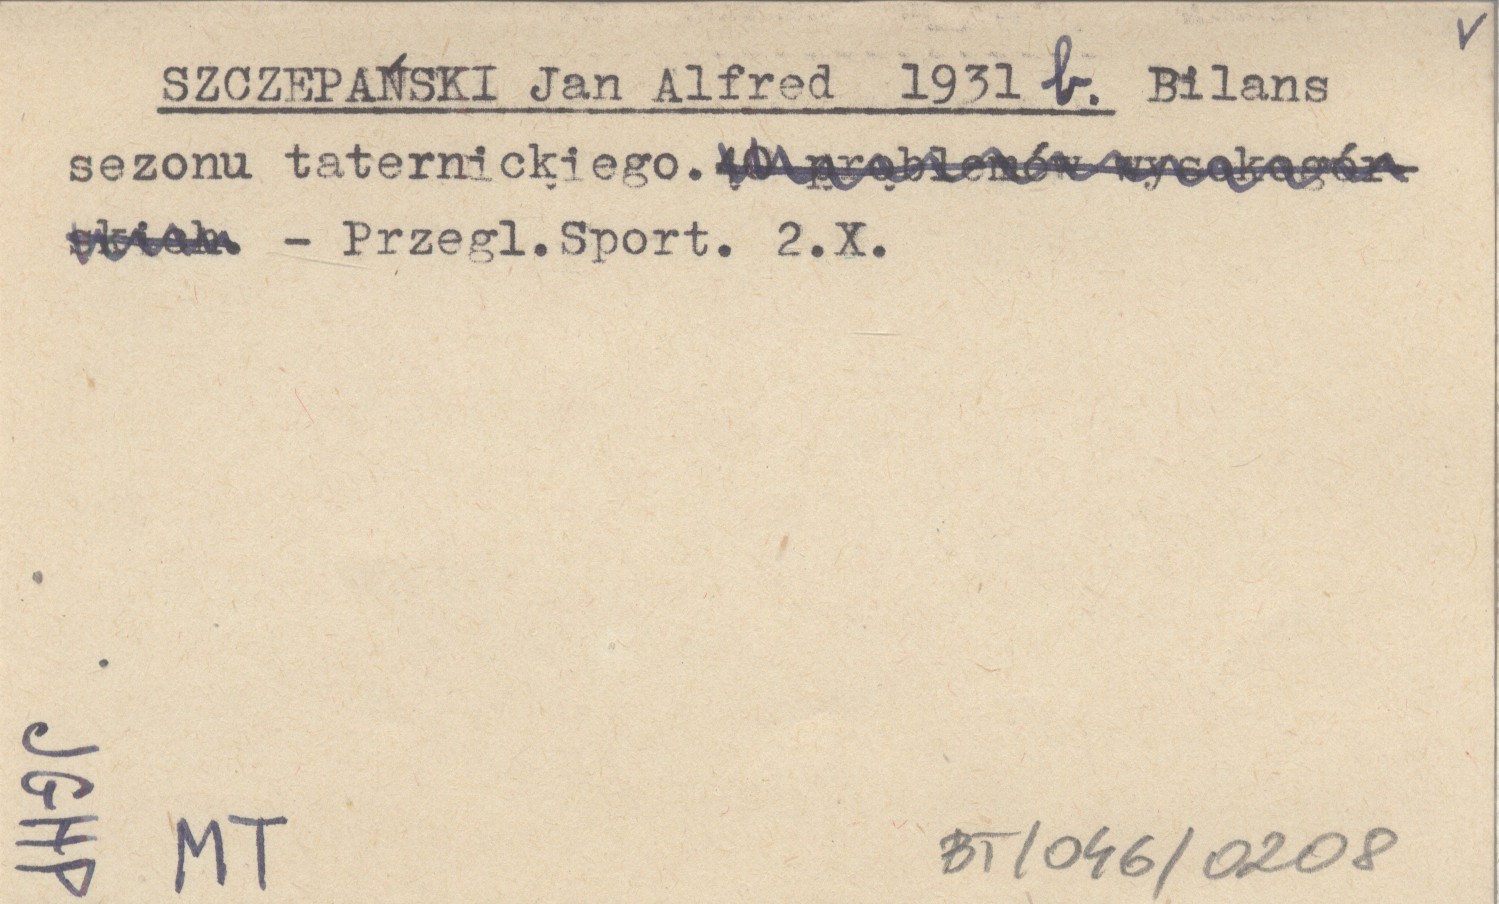 SZCZEPAŃSKI Jan Alfred 1931 b. Bilans
sezonu taternickiego. 40 problemów wysokogór
skich. - Przegl.Sport. 2.X.
V
JGHP
MT
BT/046/0208